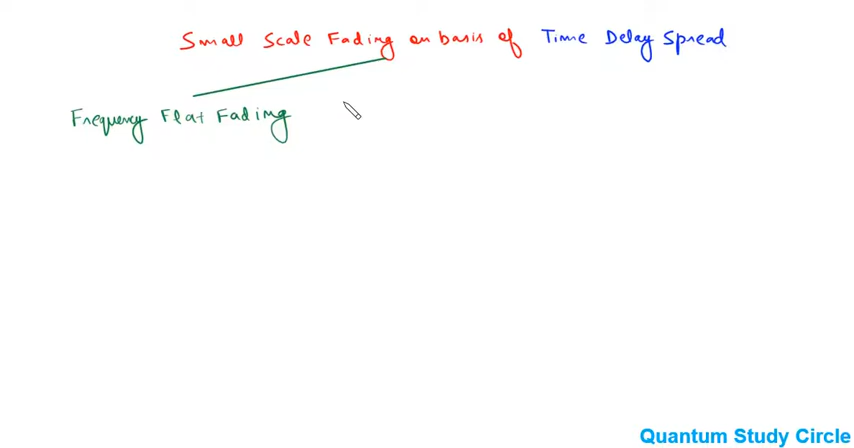 Small Scale Fading on basis of Time Delay Spread
Frequency Flat Fading
Quantum Study Circle